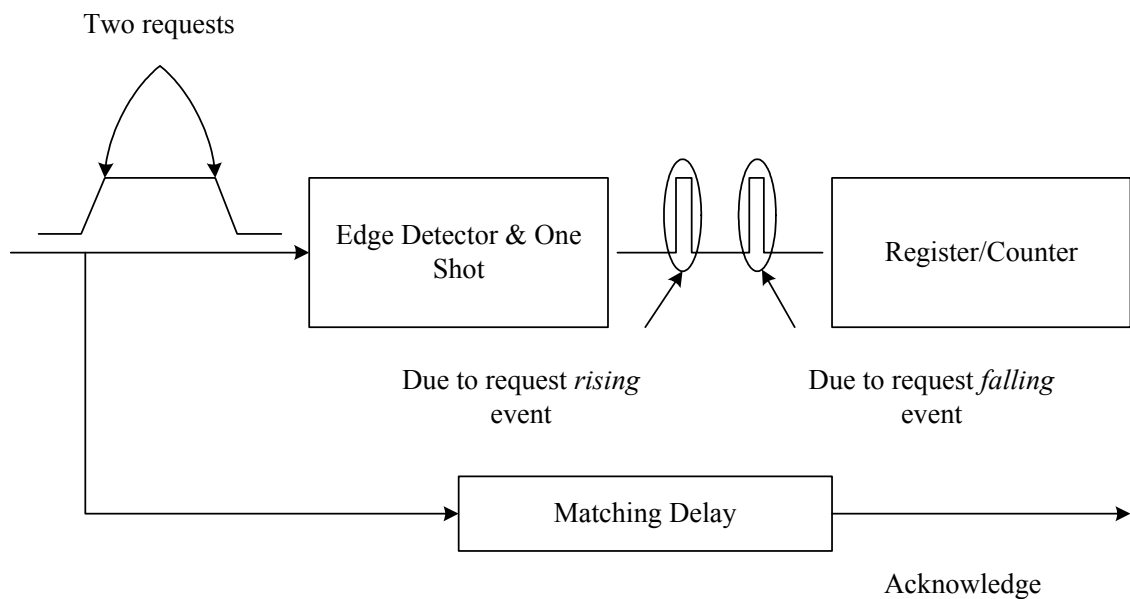 Two requests
Edge Detector & One
Shot
Register/Counter
Due to request rising
event
Due to request falling
event
Matching Delay
Acknowledge